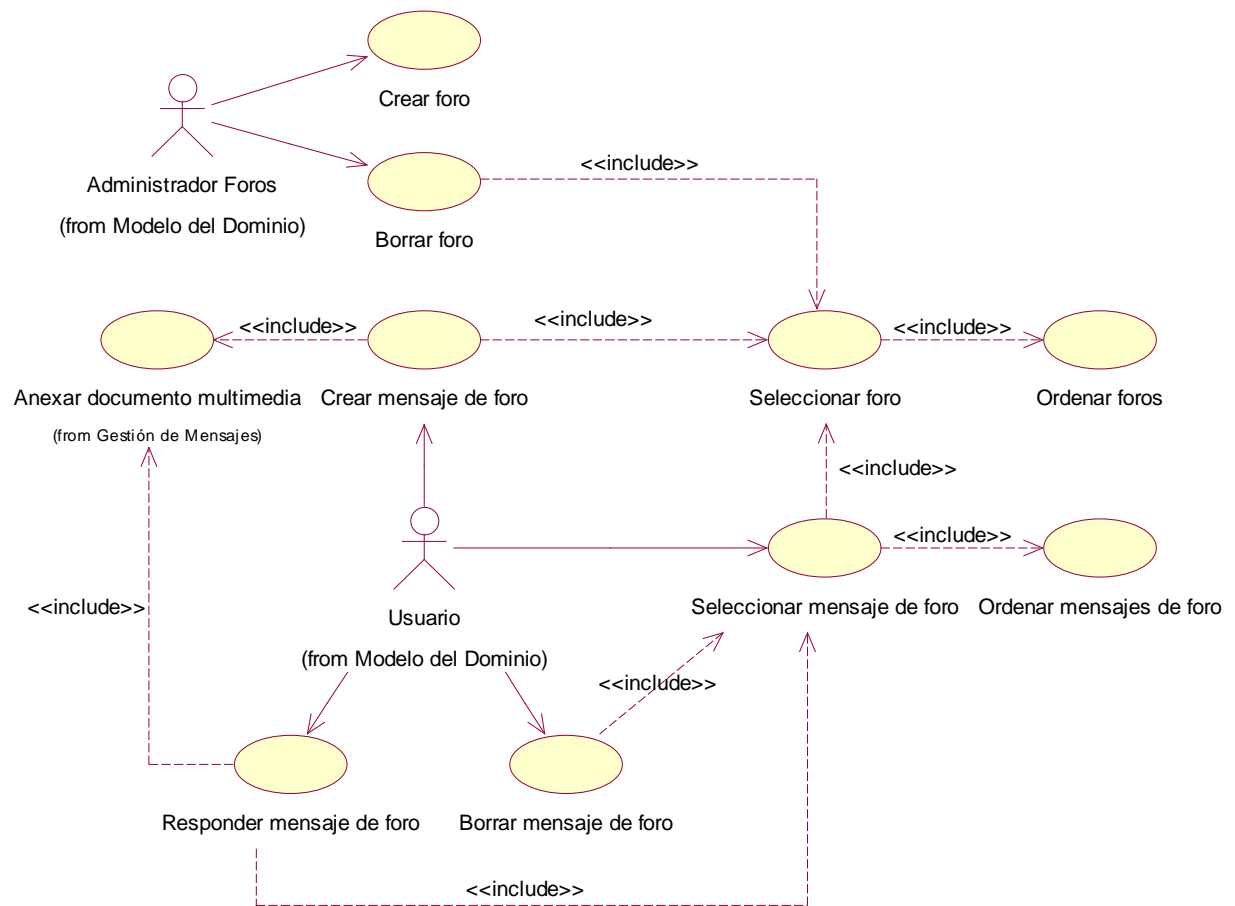 Crear foro
Administrador Foros
(from Modelo del Dominio)
<<include>>
Borrar foro
<<include>>
<<include>>
<<include>>
Anexar documento multimedia
(from Gestión de Mensajes)
Crear mensaje de foro
Seleccionar foro
Ordenar foros
<<include>>
<<include>>
Usuario
(from Modelo del Dominio)
Seleccionar mensaje de foro
Ordenar mensajes de foro
<<include>>
<<include>>
Responder mensaje de foro
Borrar mensaje de foro
<<include>>